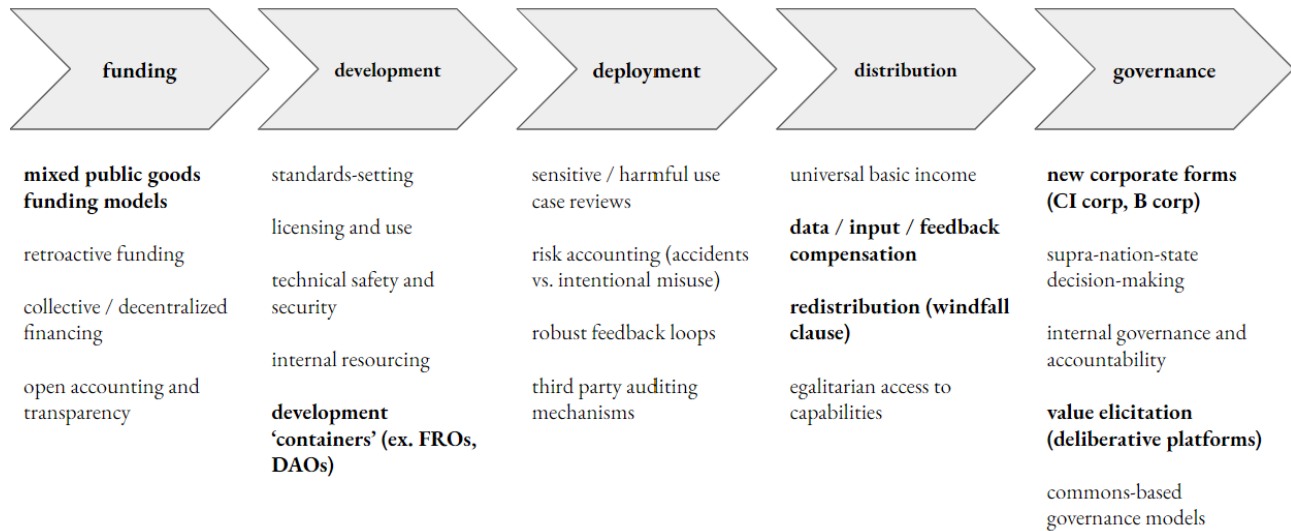 funding
development
deployment
distribution
governance
mixed public goods
funding models
retroactive funding
collective / decentralized
financing
open accounting and
transparency
standards-setting
licensing and use
technical safety and
security
internal resourcing
development
‘containers’ (ex. FROs,
DAOs)
sensitive / harmful use
case reviews
risk accounting (accidents
vs. intentional misuse)
robust feedback loops
third party auditing
mechanisms
universal basic income
data / input / feedback
compensation
redistribution (windfall
clause)
egalitarian access to
capabilities
new corporate forms
(CI corp, B corp)
supra-nation-state
decision-making
internal governance and
accountability
value elicitation
(deliberative platforms)
commons-based
governance models